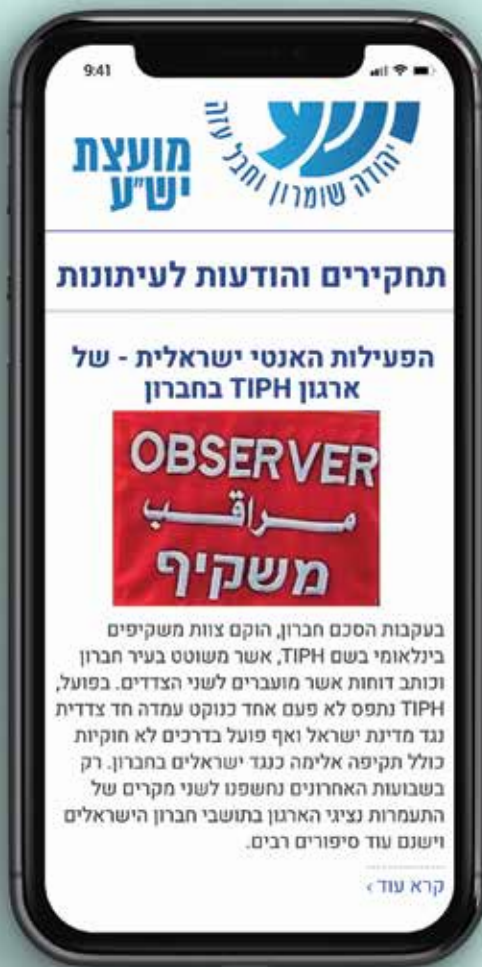 9:41
ישע
יהודה שומרון וחבל עזה
מועצת
יש"ע
תחקירים והודעות לעיתונות
הפעילות האנטי ישראלית - של
ארגון TIPH בחברון
OBSERVER
مراقب
משקיף
בעקבות הסכם חברון, הוקם צוות משקיפים
בינלאומי בשם TIPH, אשר משוטט בעיר חברון
וכותב דוחות אשר מועברים לשני הצדדים. בפועל,
TIPH נתפס לא פעם אחד כנוקט עמדה חד צדדית
נגד מדינת ישראל ואף פועל בדרכים לא חוקיות
כולל תקיפה אלימה כנגד ישראלים בחברון. רק
בשבועות האחרונים נחשפנו לשני מקרים של
התעמרות נציגי הארגון בתושבי חברון הישראלים
וישנם עוד סיפורים רבים.
קרא עוד ›